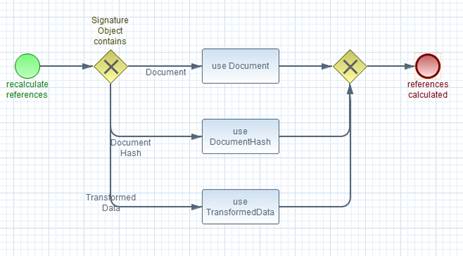 Signature
Object
contains
Document
use Document
recalculate
references
references
calculated
Document
Hash
use
DocumentHash
Transformed
Data
use
TransformedData